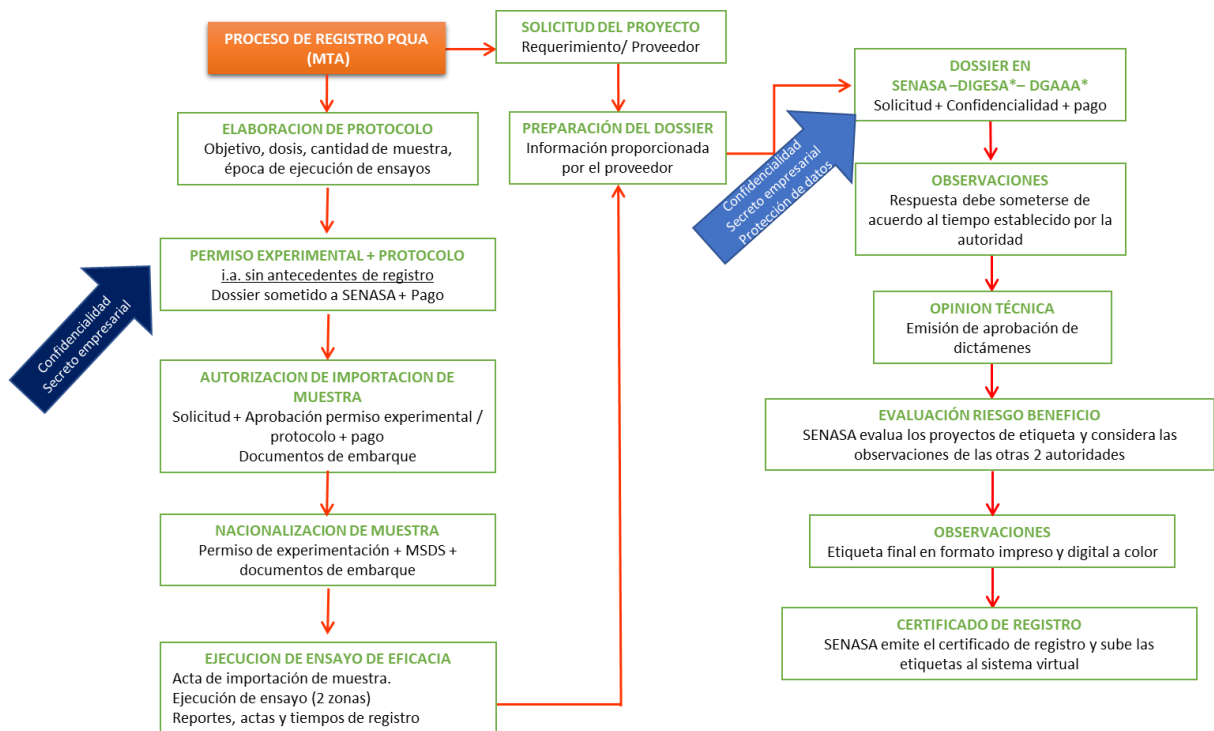 PROCESO DE REGISTRO PQUA
(MTA)
ELABORACION DE PROTOCOLO
Objetivo, dosis, cantidad de muestra,
época de ejecución de ensayos
PERMISO EXPERIMENTAL + PROTOCOLO
i.a. sin antecedentes de registro
Dossier sometido a SENASA + Pago
Confidencialidad
Secreto empresarial
AUTORIZACION DE IMPORTACION DE
MUESTRA
Solicitud + Aprobación permiso experimental /
protocolo + pago
Documentos de embarque
NACIONALIZACION DE MUESTRA
Permiso de experimentación + MSDS +
documentos de embarque
EJECUCION DE ENSAYO DE EFICACIA
Acta de importación de muestra.
Ejecución de ensayo (2 zonas)
Reportes, actas y tiempos de registro
SOLICITUD DEL PROYECTO
Requerimiento/ Proveedor
PREPARACIÓN DEL DOSSIER
Información proporcionada
por el proveedor
Confidencialidad
Secreto empresarial
Protección de datos
DOSSIER EN
SENASA –DIGESA*– DGAAA*
Solicitud + Confidencialidad + pago
OBSERVACIONES
Respuesta debe someterse de
acuerdo al tiempo establecido por la
autoridad
OPINION TÉCNICA
Emisión de aprobación de
dictámenes
EVALUACIÓN RIESGO BENEFICIO
SENASA evalua los proyectos de etiqueta y considera las
observaciones de las otras 2 autoridades
OBSERVACIONES
Etiqueta final en formato impreso y digital a color
CERTIFICADO DE REGISTRO
SENASA emite el certificado de registro y sube las
etiquetas al sistema virtual